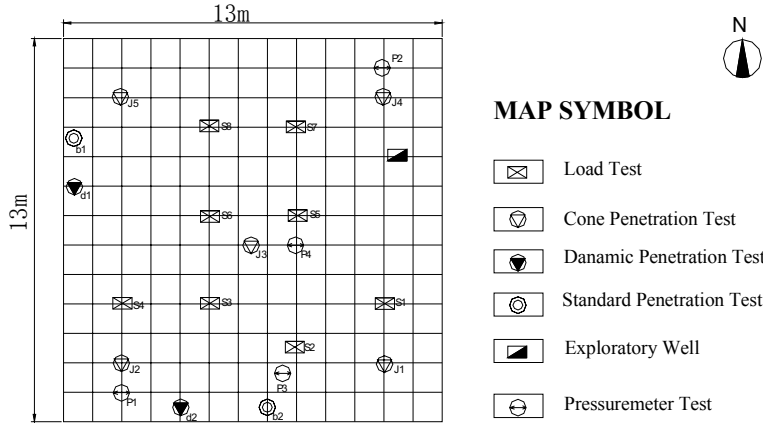 13m
N
P2
J5
J4
MAP SYMBOL
S8
S7
b1
Load Test
d1
13m
S6
S5
Cone Penetration Test
J3
P4
Danamic Penetration Test
S4
S3
S1
Standard Penetration Test
S2
Exploratory Well
J2
P3
J1
P1
d2
b2
Pressuremeter Test